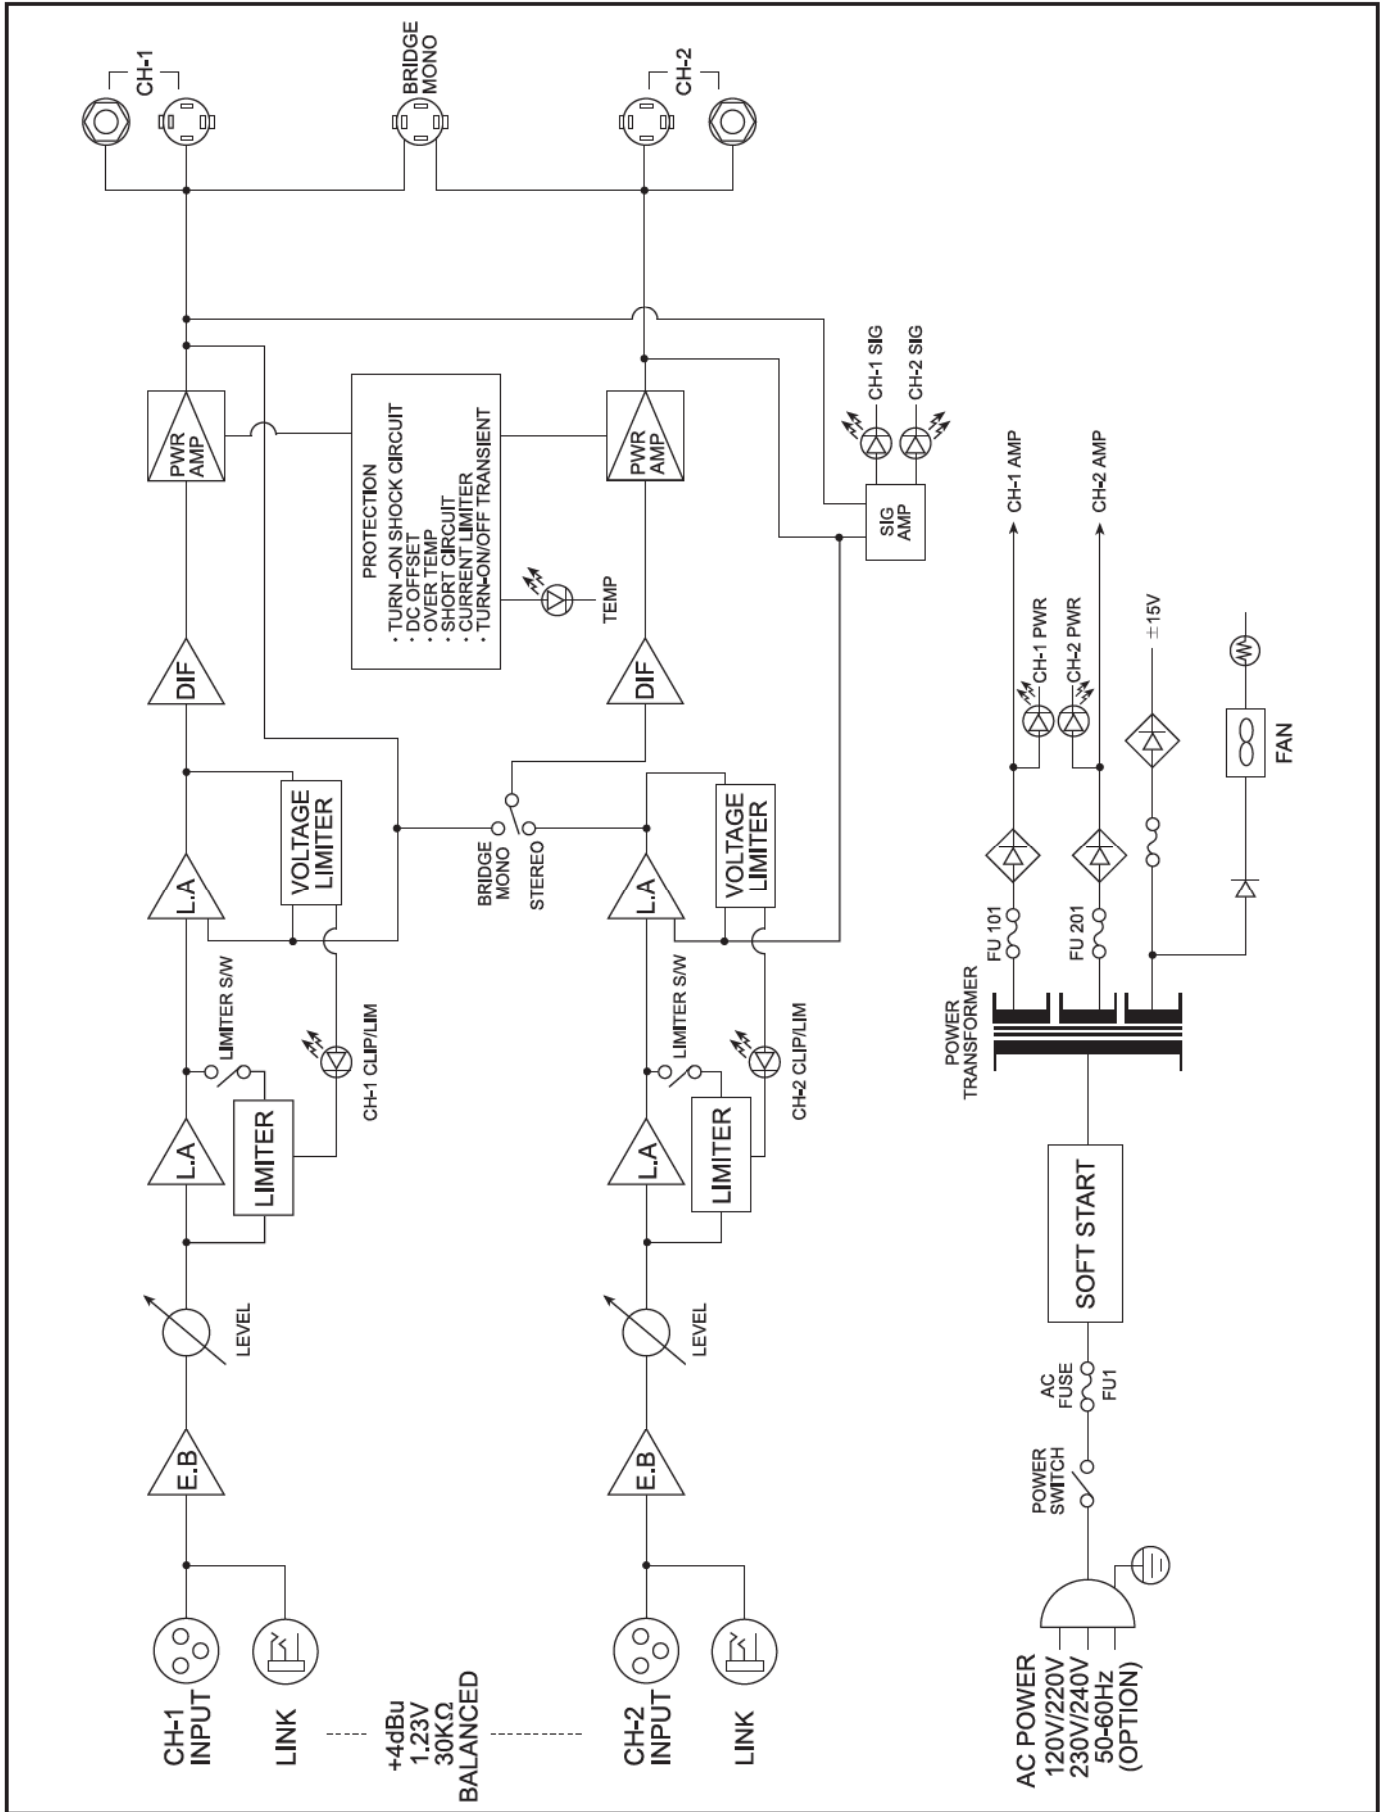 CH-1
INPUT
LINK
+4dBu
1.23V
30KΩ
BALANCED
CH-2
INPUT
LINK
E.B
LEVEL
L.A
LIMITER
LIMITER S/W
CH-1 CLIP/LIM
L.A
VOLTAGE
LIMITER
DIF
PWR
AMP
CH-1
E.B
LEVEL
L.A
LIMITER
LIMITER S/W
CH-2 CLIP/LIM
L.A
VOLTAGE
LIMITER
BRIDGE
MONO
STEREO
DIF
PWR
AMP
CH-2
BRIDGE
MONO
PROTECTION
· TURN -ON SHOCK CIRCUIT
· DC OFFSET
· OVER TEMP
· SHORT CIRCUIT
· CURRENT LIMITER
· TURN-ON/OFF TRANSIENT
TEMP
SIG
AMP
CH-1 SIG
CH-2 SIG
AC POWER
120V/220V
230V/240V
50-60Hz
(OPTION)
POWER
SWITCH
AC
FUSE
FU1
SOFT START
POWER
TRANSFORMER
FU 101
FU 201
CH-1 PWR
CH-2 PWR
CH-1 AMP
CH-2 AMP
±15V
FAN